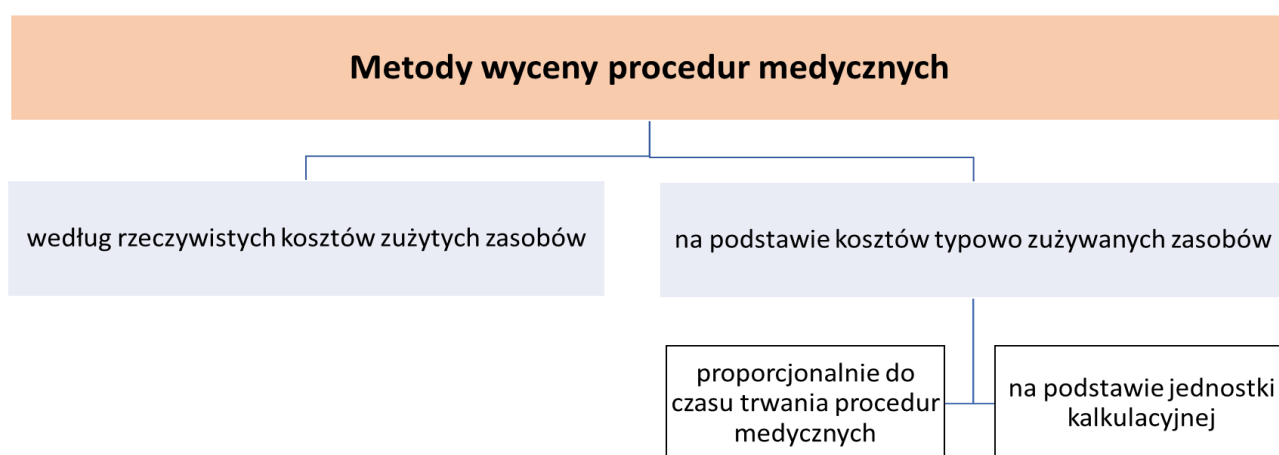 Metody wyceny procedur medycznych
według rzeczywistych kosztów zużytych zasobów
na podstawie kosztów typowo zużywanych zasobów
proporcjonalnie do
czasu trwania procedur
medycznych
na podstawie jednostki
kalkulacyjnej